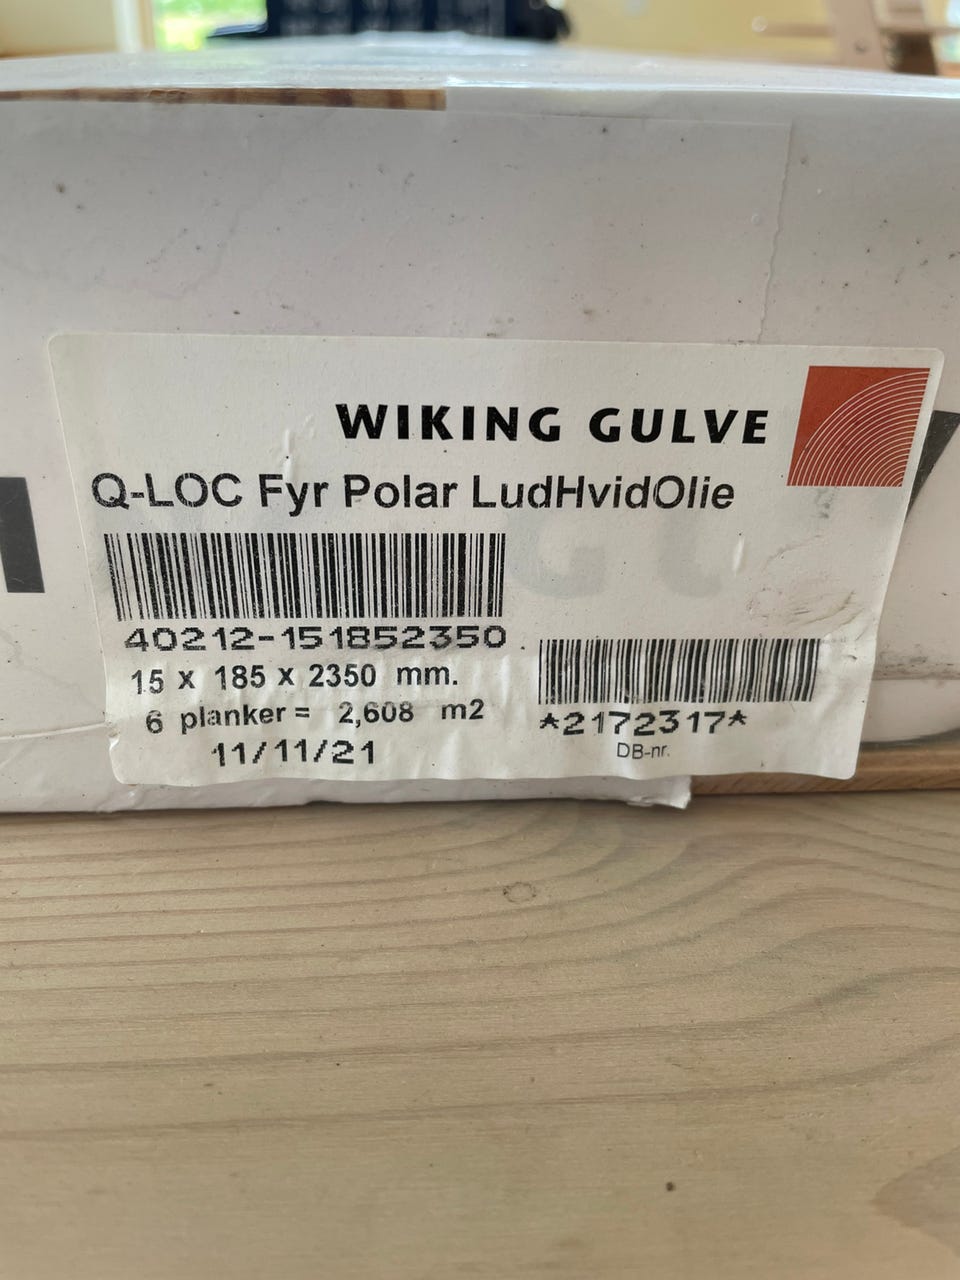 WIKING GULVE
Q-LOC Fyr Polar LudHvidOlie
40212-151852350
15 x 185 x 2350 mm.
6 planker = 2,608 m2
11/11/21
*2172317*
DB-nr.